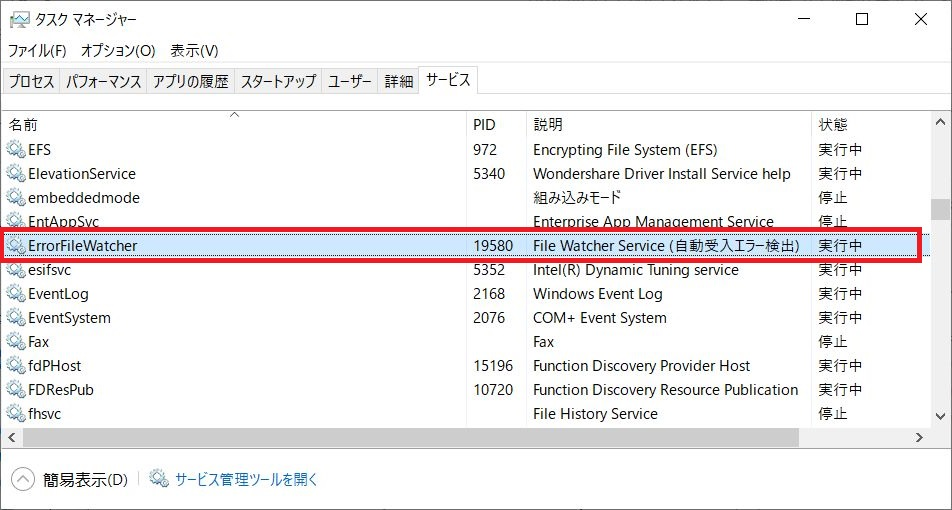 タスク マネージャー
ファイル(F) オプション(O) 表示(V)
プロセス パフォーマンス アプリの履歴 スタートアップ ユーザー 詳細 サービス
名前 PID 説明 状態
EFS 972 Encrypting File System (EFS) 実行中
ElevationService 5340 Wondershare Driver Install Service help 実行中
embeddedmode 組み込みモード 停止
EntAppSvc Enterprise App Management Service 停止
ErrorFileWatcher 19580 File Watcher Service (自動受入エラー検出) 実行中
esifsvc 5352 Intel(R) Dynamic Tuning service 実行中
EventLog 2168 Windows Event Log 実行中
EventSystem 2076 COM+ Event System 実行中
Fax Fax 停止
fdPHost 15196 Function Discovery Provider Host 実行中
FDResPub 10720 Function Discovery Resource Publication 実行中
fhsvc File History Service 停止
簡易表示(D) サービス管理ツールを開く